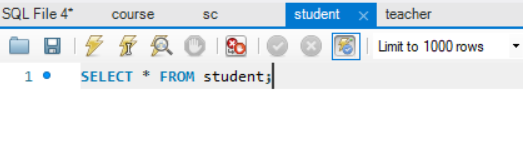 SQL File 4* course sc student teacher
Limit to 1000 rows
1 SELECT * FROM student;